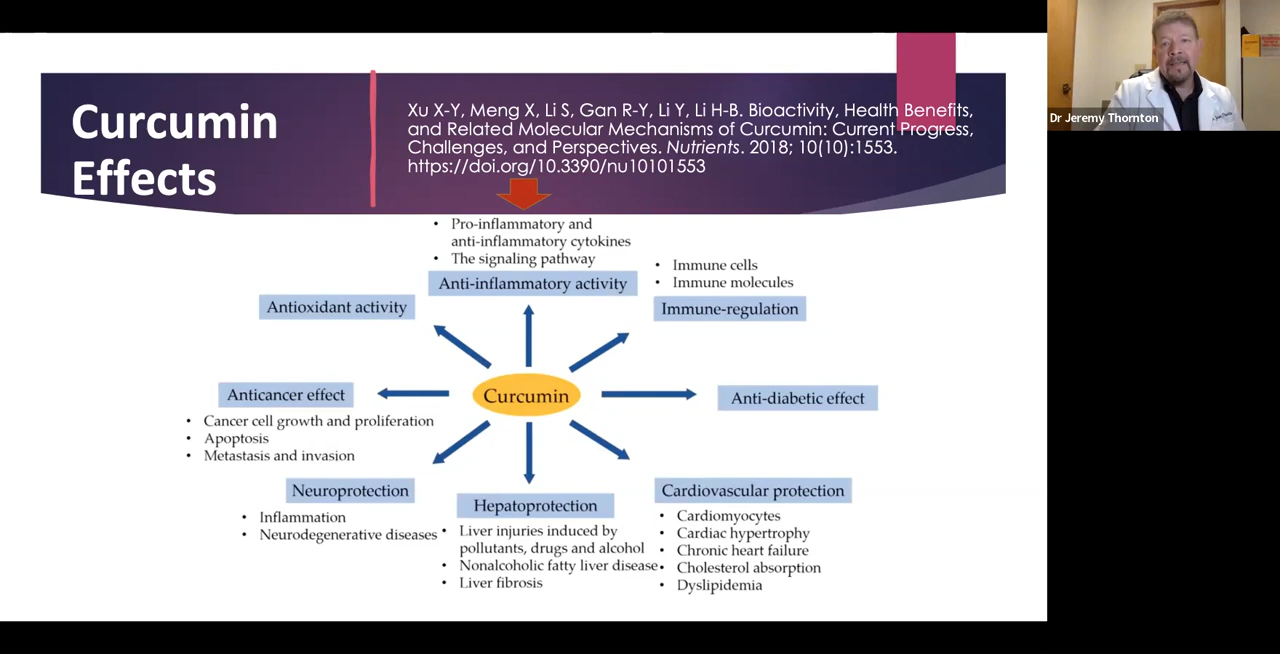 Curcumin
Effects
Xu X-Y, Meng X, Li S, Gan R-Y, Li Y, Li H-B. Bioactivity, Health Benefits,
and Related Molecular Mechanisms of Curcumin: Current Progress,
Challenges, and Perspectives. Nutrients. 2018; 10(10):1553.
https://doi.org/10.3390/nu10101553
Dr Jeremy Thornton
• Pro-inflammatory and
anti-inflammatory cytokines
• The signaling pathway
Anti-inflammatory activity
• Immune cells
• Immune molecules
Immune-regulation
Antioxidant activity
Anticancer effect
• Cancer cell growth and proliferation
• Apoptosis
• Metastasis and invasion
Curcumin
Anti-diabetic effect
Neuroprotection
• Inflammation
• Neurodegenerative diseases
Hepatoprotection
• Liver injuries induced by
pollutants, drugs and alcohol
• Nonalcoholic fatty liver disease
• Liver fibrosis
Cardiovascular protection
• Cardiomyocytes
• Cardiac hypertrophy
• Chronic heart failure
• Cholesterol absorption
• Dyslipidemia